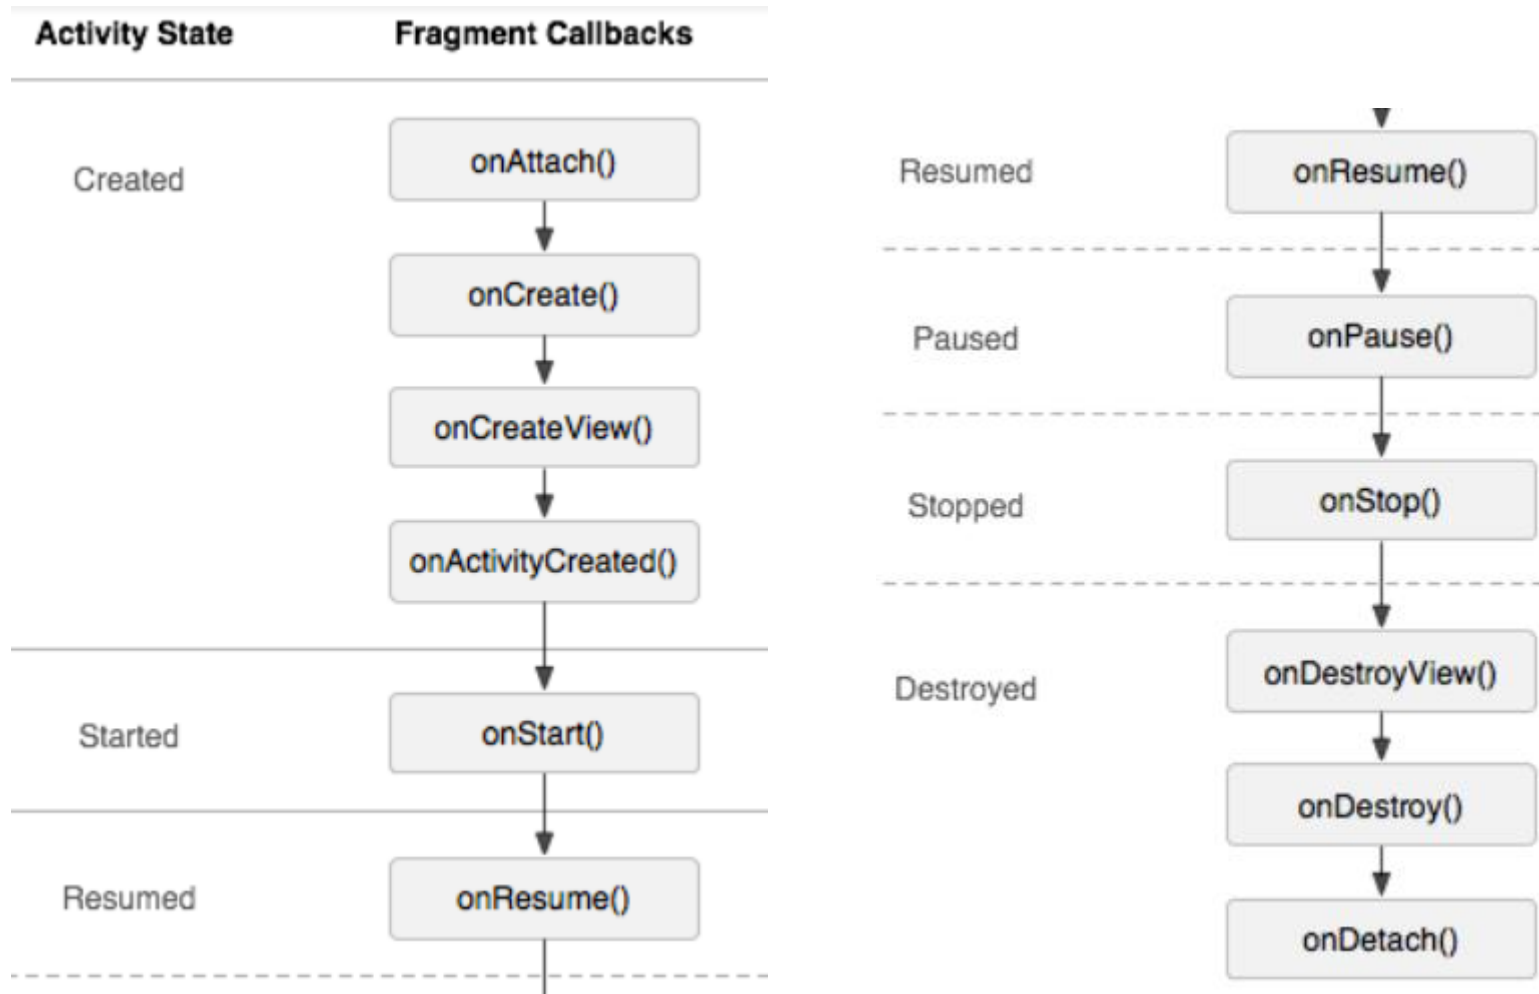 Activity State Fragment Callbacks
Created
onAttach()
onCreate()
onCreateView()
onActivityCreated()
Started
onStart()
Resumed
onResume()
Resumed
onResume()
Paused
onPause()
Stopped
onStop()
Destroyed
onDestroyView()
onDestroy()
onDetach()